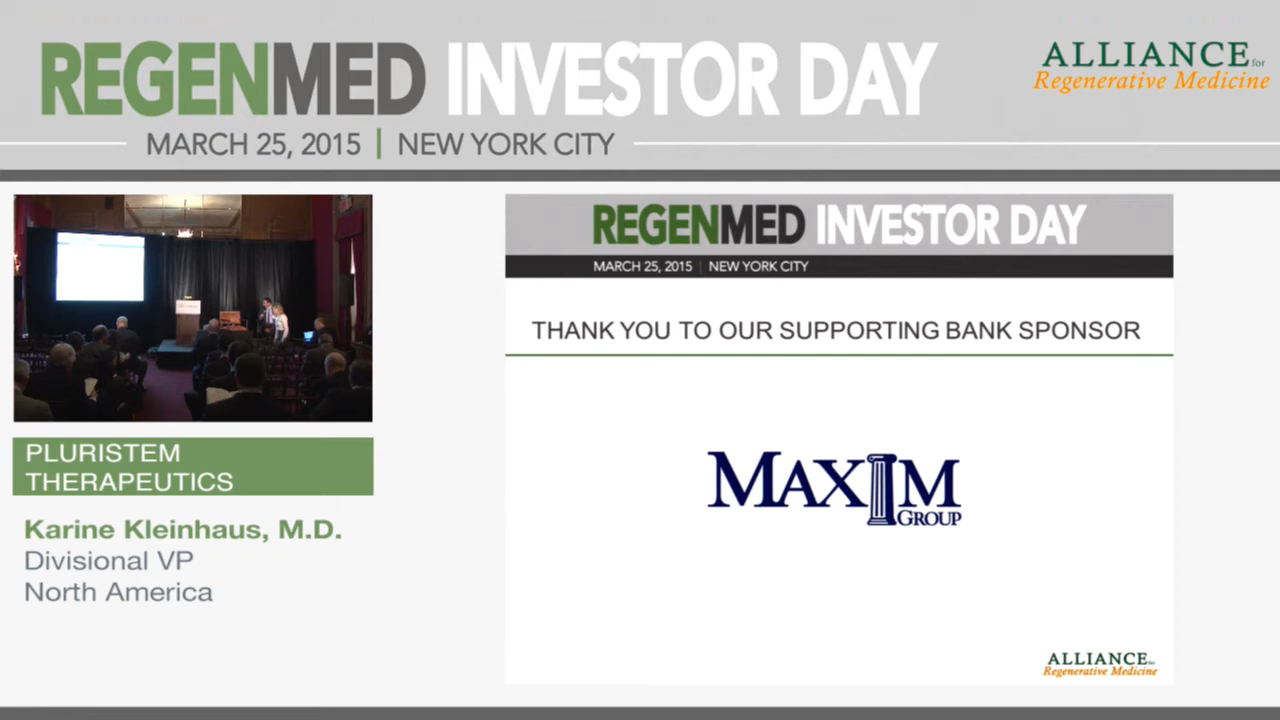 REGENMED INVESTOR DAY
MARCH 25, 2015 | NEW YORK CITY
ALLIANCE for
Regenerative Medicine
PLURISTEM
THERAPEUTICS
Karine Kleinhaus, M.D.
Divisional VP
North America
REGENMED INVESTOR DAY
MARCH 25, 2015 | NEW YORK CITY
THANK YOU TO OUR SUPPORTING BANK SPONSOR
MAXIM
GROUP
ALLIANCE for
Regenerative Medicine